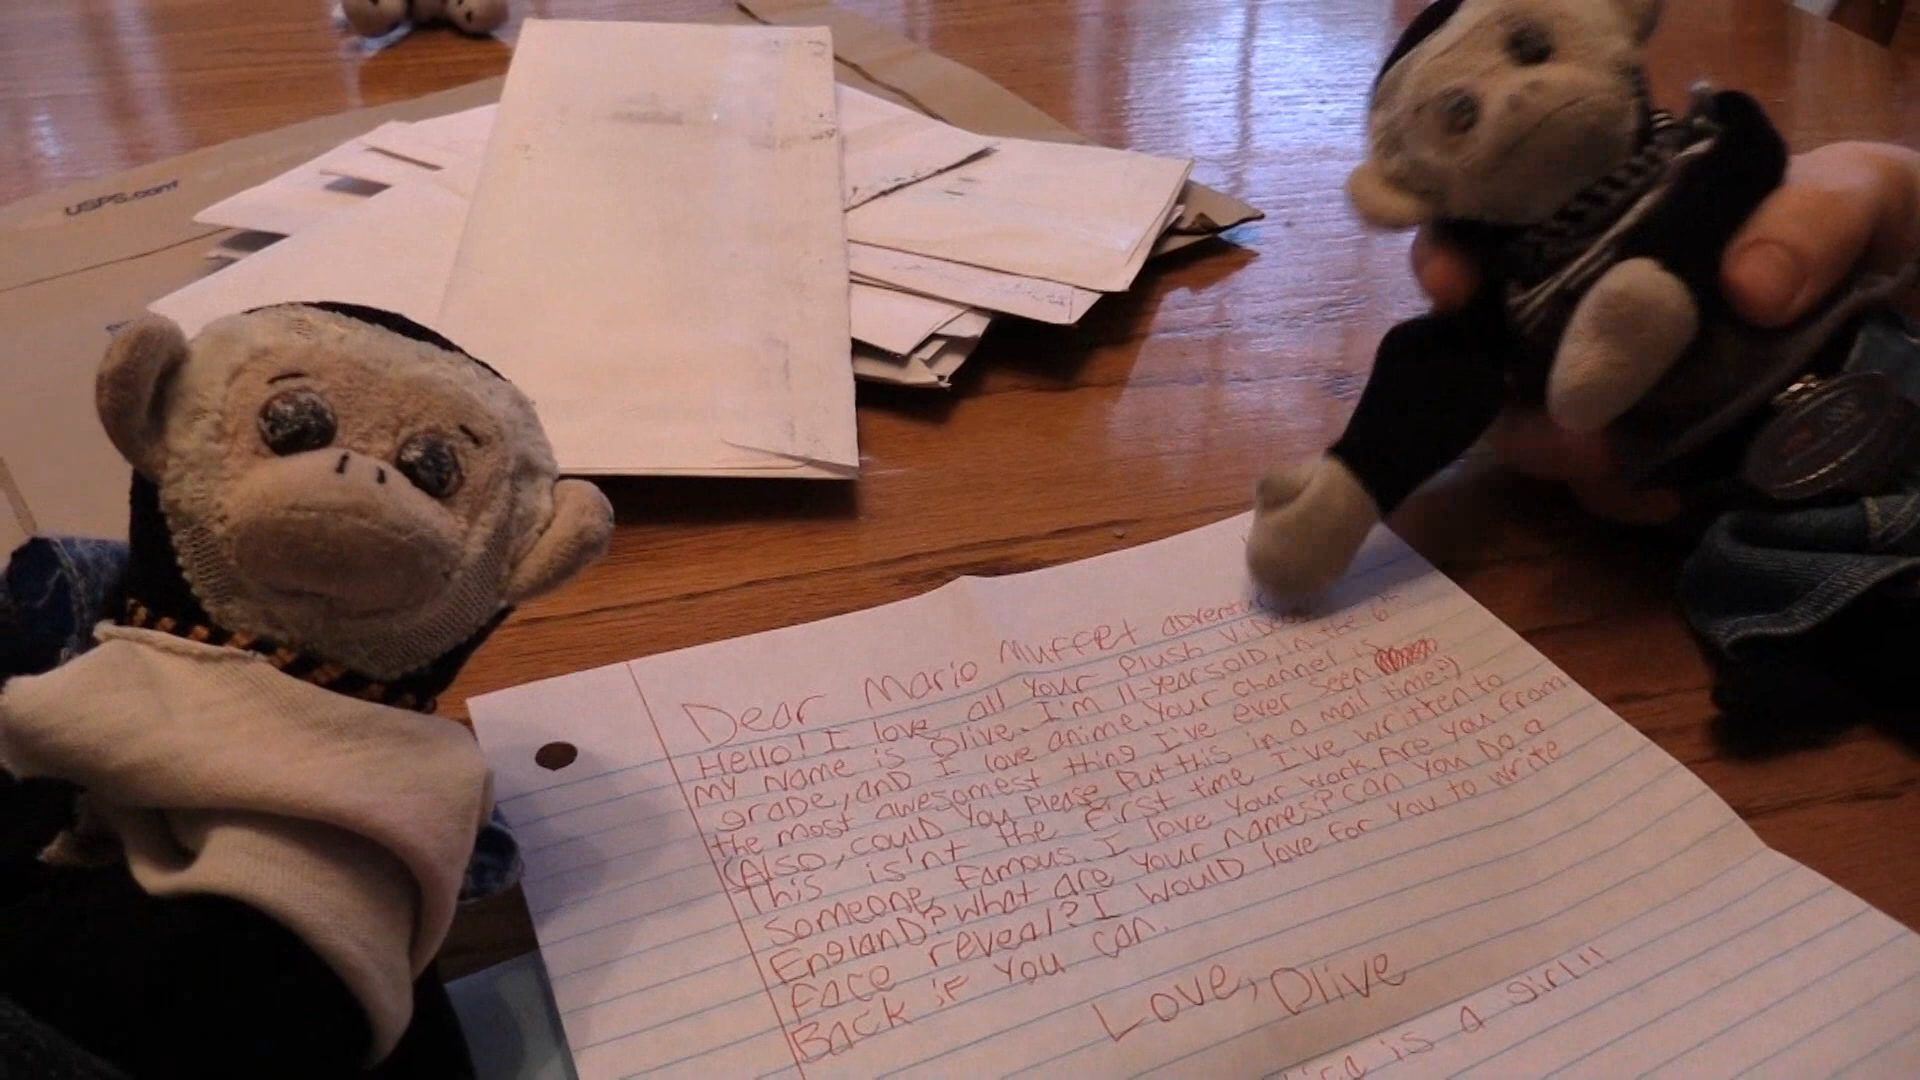 USPS.com
Dear Mario Muffet
Hello! I love all Your Plush
My Name is Olive. I'm 11-years old, in the 6th
grade, and I love anime. Your channel is
the most awesomest thing I've ever seen
(Also, could You Please Put this in a mail time?)
This is'nt the first time I've written to
Someone famous. I love Your work. Are you from
England? What are Your names? Can You Do a
Face reveal? I would love for You to write
Back if You can.
Love, Olive
is a girl!!!